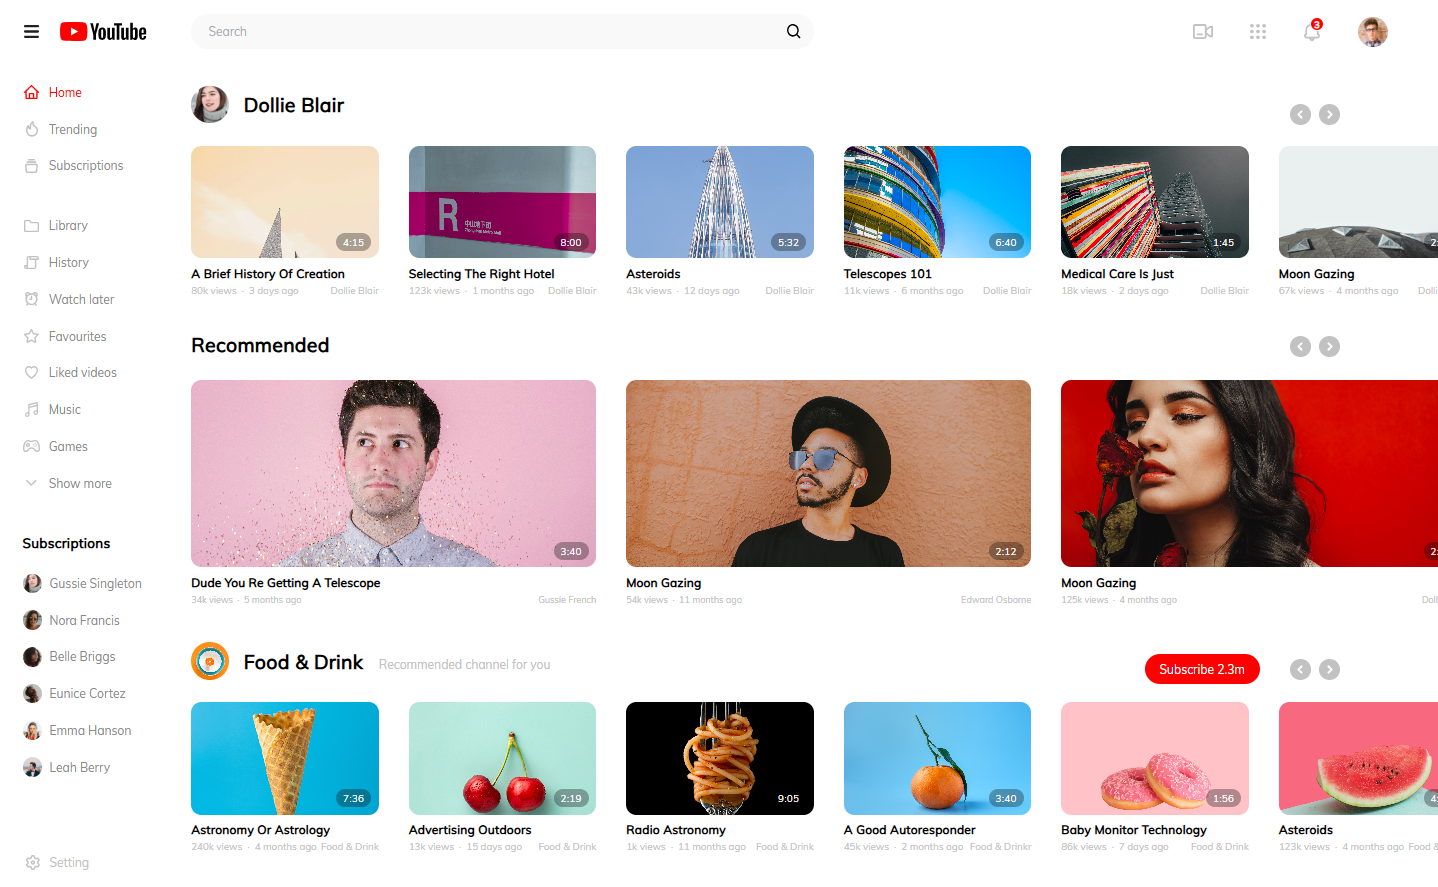 YouTube
Search
3
Home
Trending
Subscriptions
Library
History
Watch later
Favourites
Liked videos
Music
Games
Show more
Subscriptions
Gussie Singleton
Nora Francis
Belle Briggs
Eunice Cortez
Emma Hanson
Leah Berry
Setting
Dollie Blair
R
4:15
8:00
5:32
6:40
1:45
2:
A Brief History Of Creation
Selecting The Right Hotel
Asteroids
Telescopes 101
Medical Care Is Just
Moon Gazing
80k views · 3 days ago Dollie Blair
123k views · 1 months ago Dollie Blair
43k views · 12 days ago Dollie Blair
11k views · 6 months ago Dollie Blair
18k views · 2 days ago Dollie Blair
67k views · 4 months ago Dolli
Recommended
3:40
2:12
2:
Dude You Re Getting A Telescope
Moon Gazing
Moon Gazing
34k views · 5 months ago Gussie French
54k views · 11 months ago Edward Osborne
125k views · 4 months ago Doll
Food & Drink Recommended channel for you
Subscribe 2.3m
7:36
2:19
9:05
3:40
1:56
4:
Astronomy Or Astrology
Advertising Outdoors
Radio Astronomy
A Good Autoresponder
Baby Monitor Technology
Asteroids
240k views · 4 months ago Food & Drink
13k views · 15 days ago Food & Drink
1k views · 11 months ago Food & Drink
45k views · 2 months ago Food & Drinkr
86k views · 7 days ago Food & Drink
123k views · 4 months ago Food &